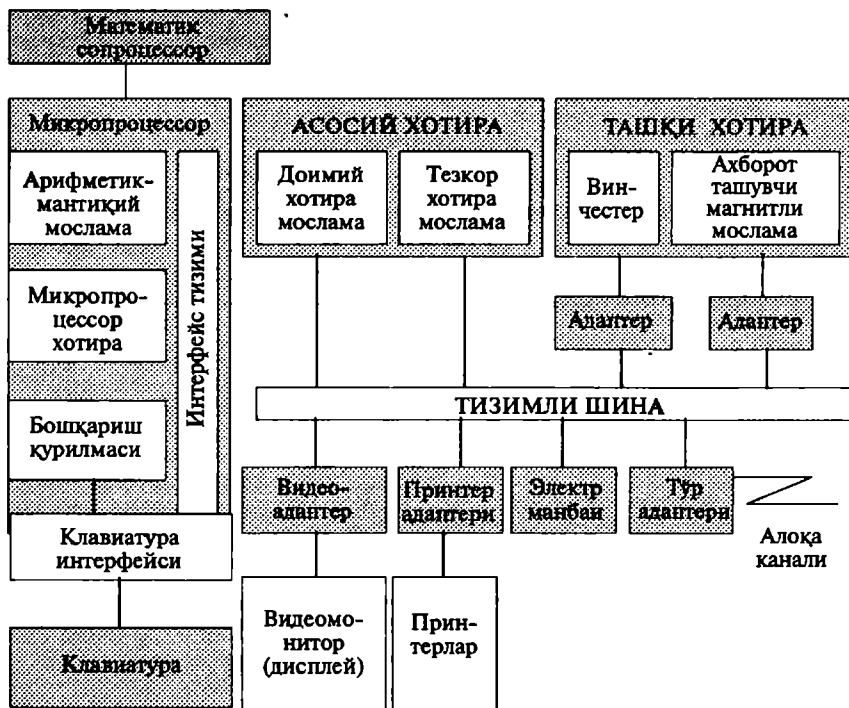 Математик
сопроцессор
Микропроцессор
Арифметик-
мантиқий
мослама
Микропро-
цессор
хотира
Бошқариш
қурилмаси
Интерфейс тизими
Клавиатура
интерфейси
Клавиатура
АСОСИЙ ХОТИРА
Доимий
хотира
мослама
Тезкор
хотира
мослама
ТАШҚИ ХОТИРА
Вин-
честер
Ахборот
ташувчи
магнитли
мослама
Адаптер
Адаптер
ТИЗИМЛИ ШИНА
Видео-
адаптер
Принтер
адаптери
Электр
манбаи
Тўр
адаптери
Алоқа
канали
Видеомо-
нитор
(дисплей)
Прин-
терлар